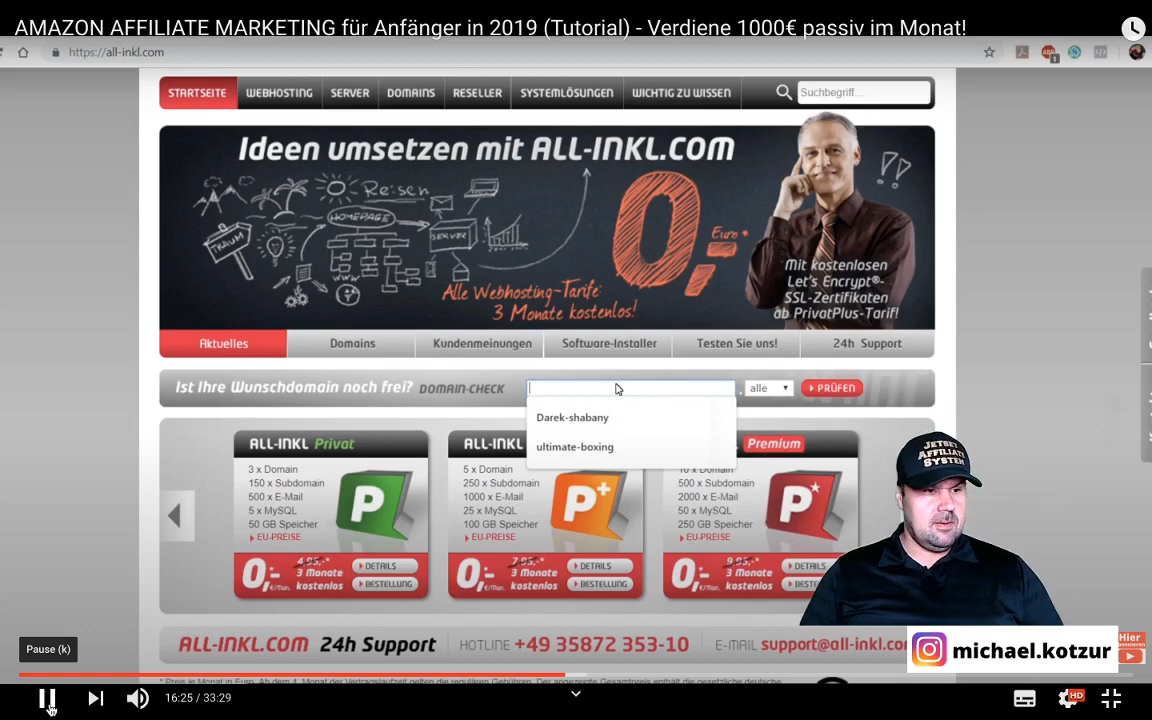 AMAZON AFFILIATE MARKETING für Anfänger in 2019 (Tutorial) - Verdiene 1000€ passiv im Monat!
https://all-inkl.com
STARTSEITE WEBHOSTING SERVER DOMAINS RESELLER SYSTEMLÖSUNGEN WICHTIG ZU WISSEN Suchbegriff...
Ideen umsetzen mit ALL-INKL.COM
Reisen
HOMEPAGE
TRAUM
SERVER
www
0,-
Euro *
Alle Webhosting-Tarife:
3 Monate kostenlos!
Mit kostenlosen
Let's Encrypt®-
SSL-Zertifikaten
ab PrivatPlus-Tarif!
Aktuelles Domains Kundenmeinungen Software-Installer Testen Sie uns! 24h Support
Ist Ihre Wunschdomain noch frei? DOMAIN-CHECK . alle PRÜFEN
Darek-shabany
ultimate-boxing
ALL-INKL Privat
3 x Domain
150 x Subdomain
500 x E-Mail
5 x MySQL
50 GB Speicher
EU-PREISE
P
0,- €/Mon.
4,95,-*
3 Monate
kostenlos
DETAILS
BESTELLUNG
ALL-INKL
5 x Domain
250 x Subdomain
1000 x E-Mail
25 x MySQL
100 GB Speicher
EU-PREISE
P+
0,- €/Mon.
7,95,-*
3 Monate
kostenlos
DETAILS
BESTELLUNG
Premium
10 x Domain
500 x Subdomain
2000 x E-Mail
50 x MySQL
250 GB Speicher
EU-PREISE
P
0,- €/Mon.
9,95,-*
3 Monate
kostenlos
DETAILS
JETSET
AFFILIATE
SYSTEM
ALL-INKL.COM 24h Support HOTLINE +49 35872 353-10 E-MAIL support@all-inkl.co
michael.kotzur
Hier
Pause (k)
16:25 / 33:29
HD